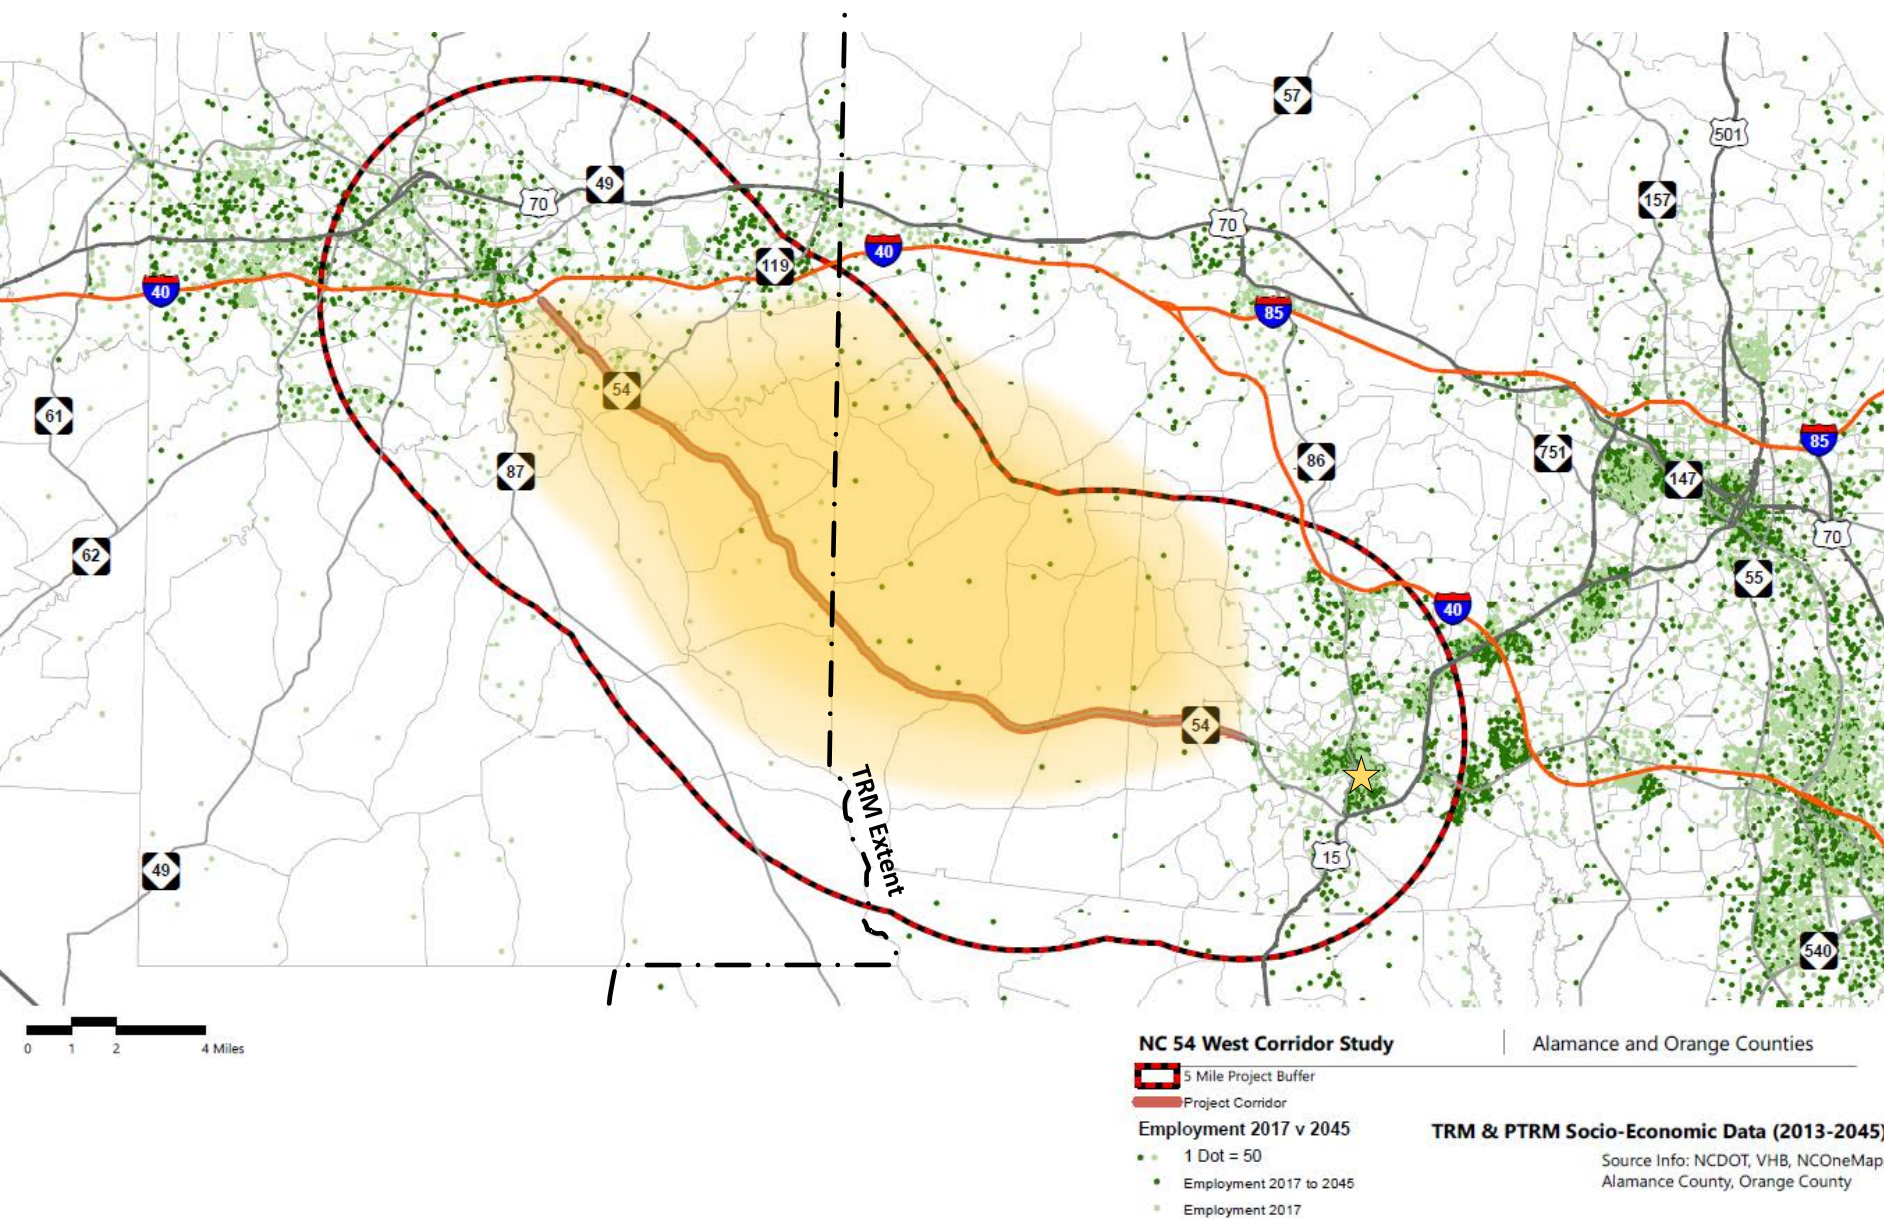 57
501
157
49
70
70
119
40
40
85
54
61
87
86
751
85
147
70
62
55
40
54
TRM Extent
15
49
540
0 1 2 4 Miles
NC 54 West Corridor Study
Alamance and Orange Counties
5 Mile Project Buffer
Project Corridor
Employment 2017 v 2045
TRM & PTRM Socio-Economic Data (2013-2045)
1 Dot = 50
Source Info: NCDOT, VHB, NCOneMap
Employment 2017 to 2045
Alamance County, Orange County
Employment 2017